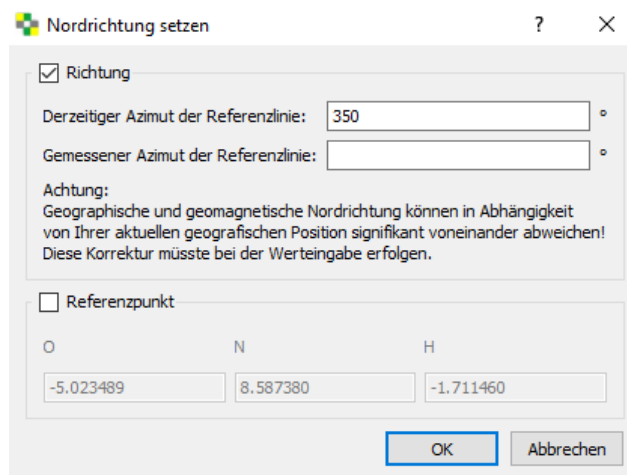 Nordrichtung setzen ?
Richtung
Derzeitiger Azimut der Referenzlinie: 350 °
Gemessener Azimut der Referenzlinie: °
Achtung:
Geographische und geomagnetische Nordrichtung können in Abhängigkeit
von Ihrer aktuellen geografischen Position signifikant voneinander abweichen!
Diese Korrektur müsste bei der Werteingabe erfolgen.
Referenzpunkt
O N H
-5.023489 8.587380 -1.711460
OK Abbrechen